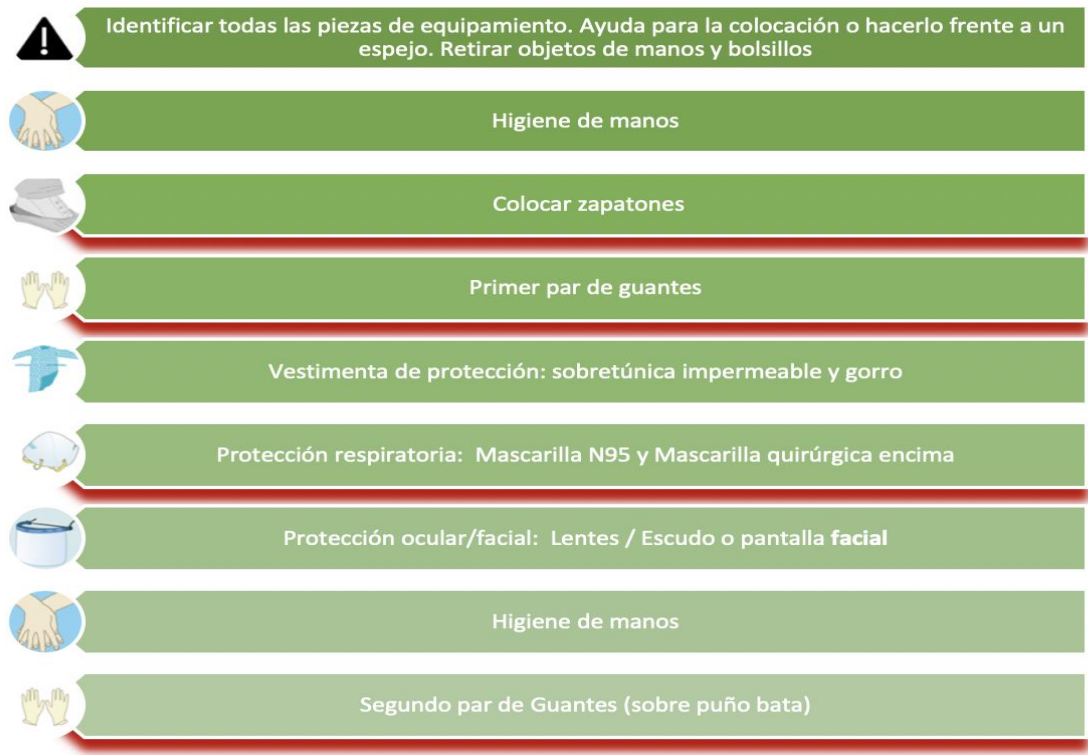 Identificar todas las piezas de equipamiento. Ayuda para la colocación o hacerlo frente a un
espejo. Retirar objetos de manos y bolsillos
Higiene de manos
Colocar zapatones
Primer par de guantes
Vestimenta de protección: sobretúnica impermeable y gorro
Protección respiratoria: Mascarilla N95 y Mascarilla quirúrgica encima
Protección ocular/facial: Lentes / Escudo o pantalla facial
Higiene de manos
Segundo par de Guantes (sobre puño bata)